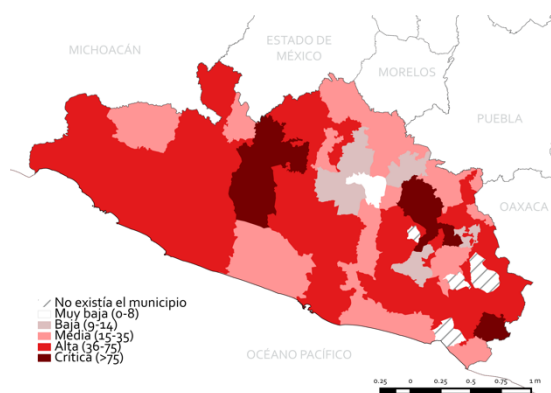 MICHOACÁN
ESTADO DE
MÉXICO
MORELOS
PUEBLA
OAXACA
No existía el municipio
Muy baja (0-8)
Baja (9-14)
Média (15-35)
Alta (36-75)
Crítica (>75)
OCÉANO PACÍFICO
0.25 0 0.25 0.5 0.75 1 m